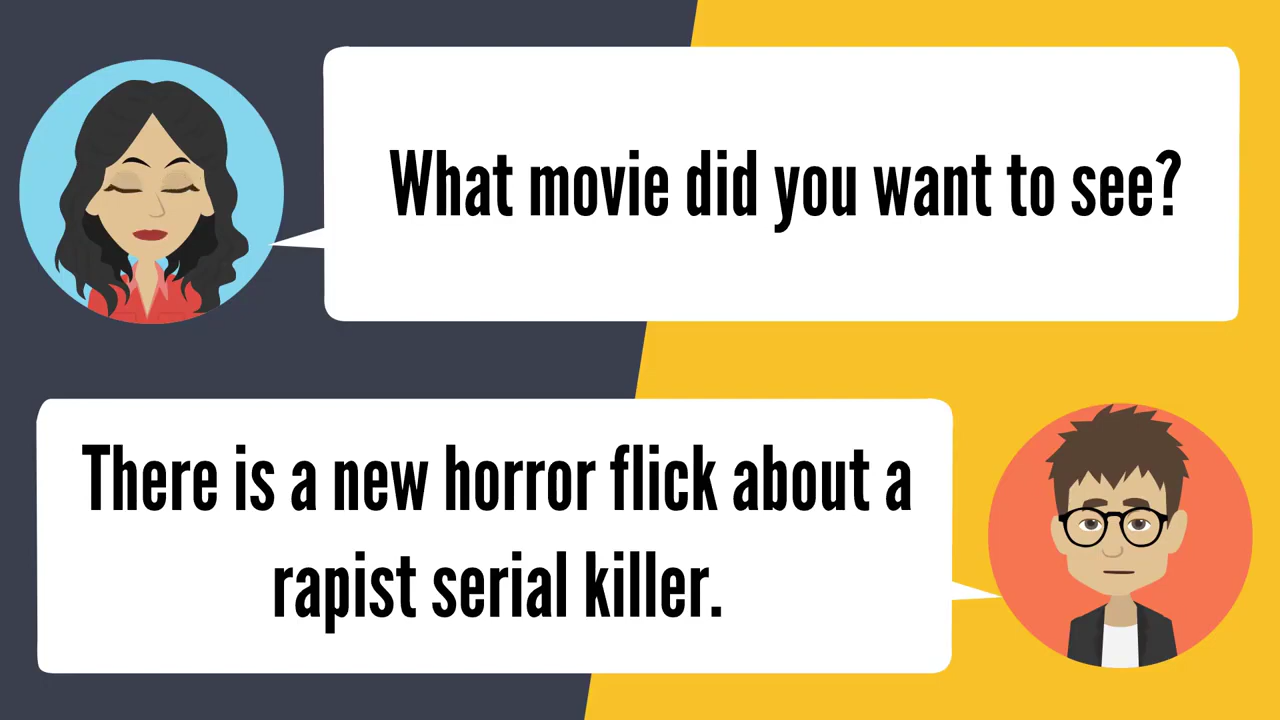 What movie did you want to see?
There is a new horror flick about a
rapist serial killer.